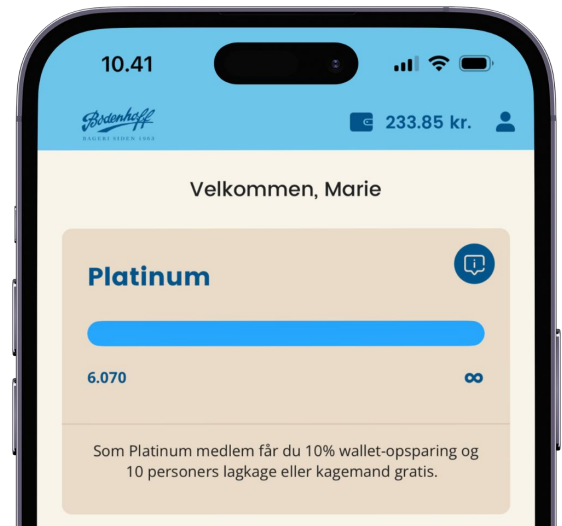 10.41
Bodenhoff
BAGERI SIDEN 1902
233.85 kr.
Velkommen, Marie
Platinum
6.070
∞
Som Platinum medlem får du 10% wallet-opsparing og
10 personers lagkage eller kagemand gratis.